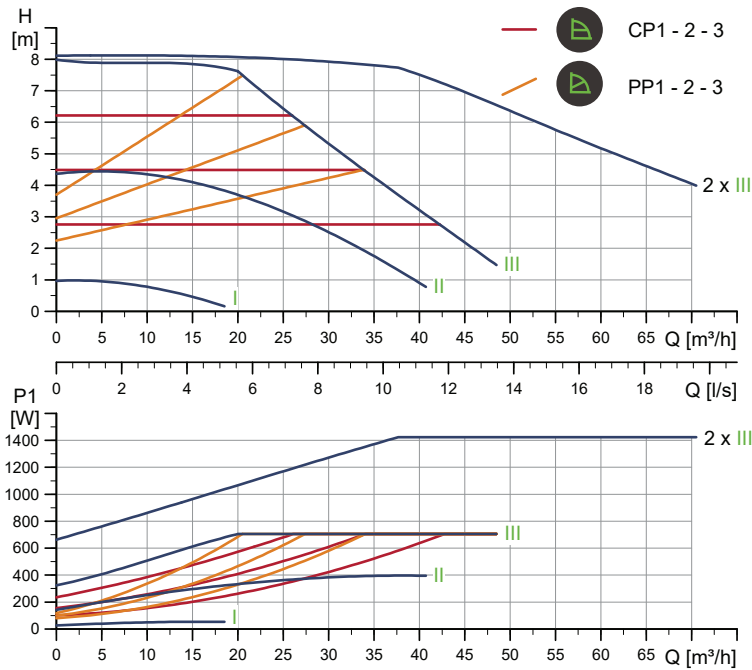 H
[m]
8
7
6
5
4
3
2
1
0
CP1 - 2 - 3
PP1 - 2 - 3
2 x III
III
II
I
0 5 10 15 20 25 30 35 40 45 50 55 60 65 Q [m³/h]
0 2 4 6 8 10 12 14 16 18 Q [l/s]
P1
[W]
1400
1200
1000
800
600
400
200
0
2 x III
III
II
I
0 5 10 15 20 25 30 35 40 45 50 55 60 65 Q [m³/h]